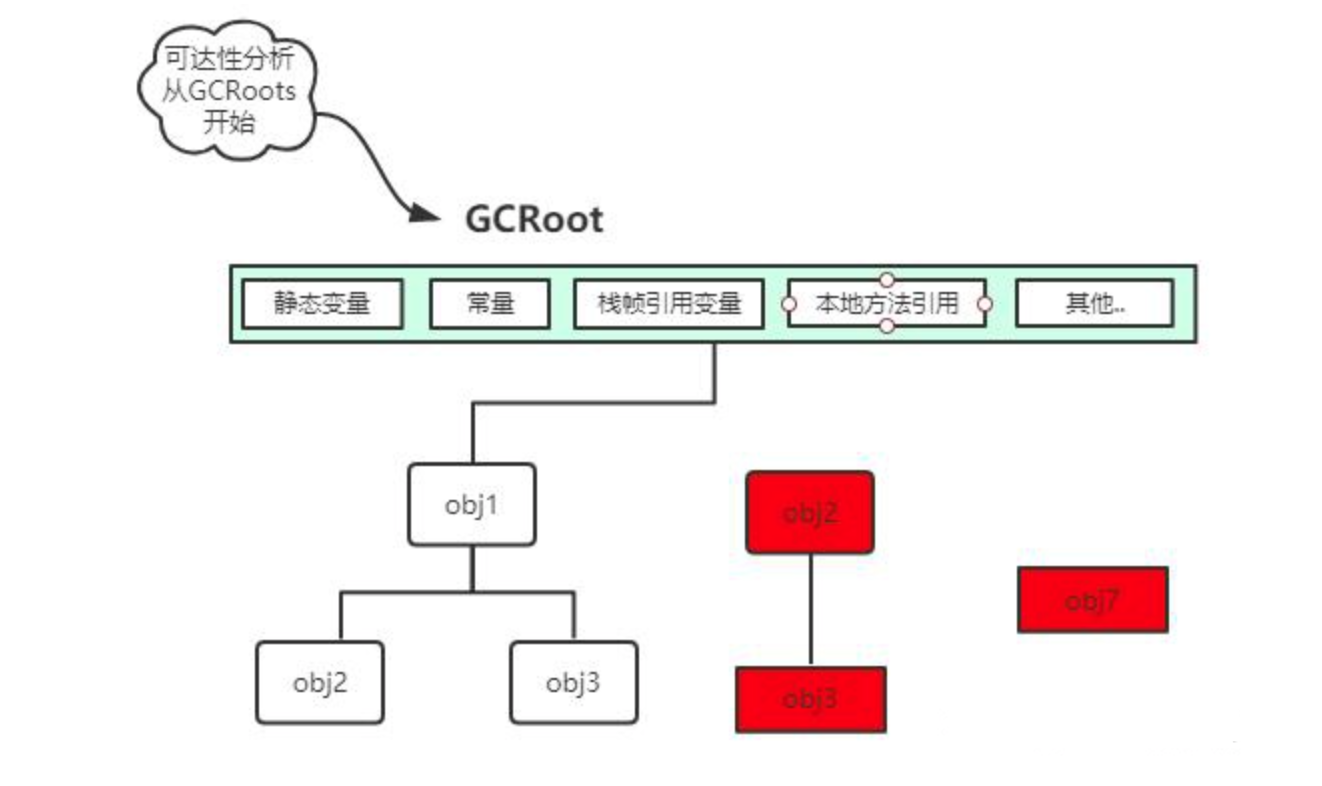 可达性分析
从GCRoots
开始
GCRoot
静态变量
常量
栈帧引用变量
本地方法引用
其他..
obj1
obj2
obj7
obj2
obj3
obj3